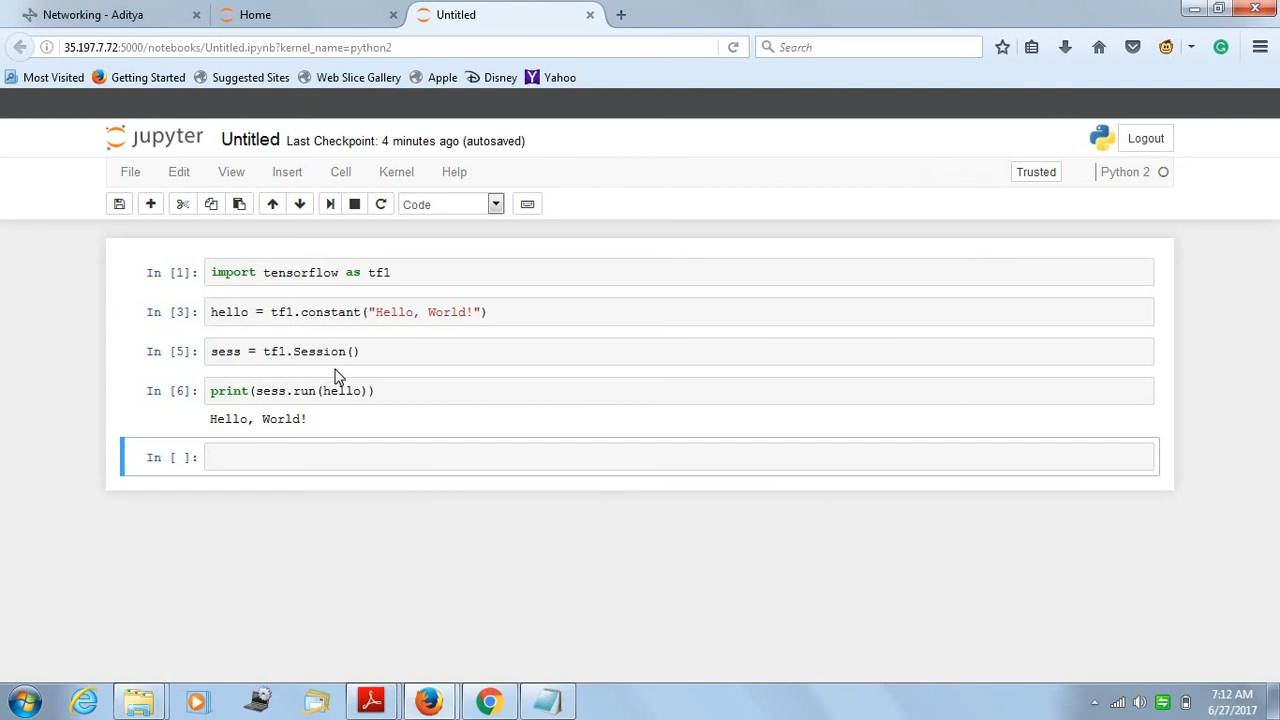 Networking - Aditya
Home
Untitled
35.197.7.72:5000/notebooks/Untitled.ipynb?kernel_name=python2
Search
Most Visited Getting Started Suggested Sites Web Slice Gallery Apple Disney Yahoo
jupyter Untitled Last Checkpoint: 4 minutes ago (autosaved) Logout
File Edit View Insert Cell Kernel Help Trusted Python 2
Code
In [1]: import tensorflow as tf1
In [3]: hello = tf1.constant("Hello, World!")
In [5]: sess = tf1.Session()
In [6]: print(sess.run(hello))
Hello, World!
In [ ]:
7:12 AM
6/27/2017